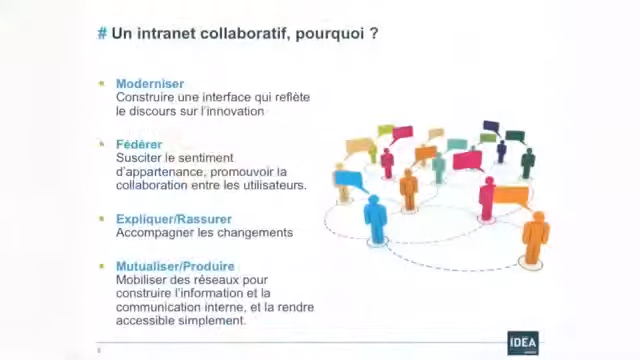 # Un intranet collaboratif, pourquoi ?
Moderniser
Construire une interface qui reflète
le discours sur l'innovation
Fédérer
Susciter le sentiment
d'appartenance, promouvoir la
collaboration entre les utilisateurs.
Expliquer/Rassurer
Accompagner les changements
Mutualiser/Produire
Mobiliser des réseaux pour
construire l'information et la
communication interne, et la rendre
accessible simplement.
IDEA